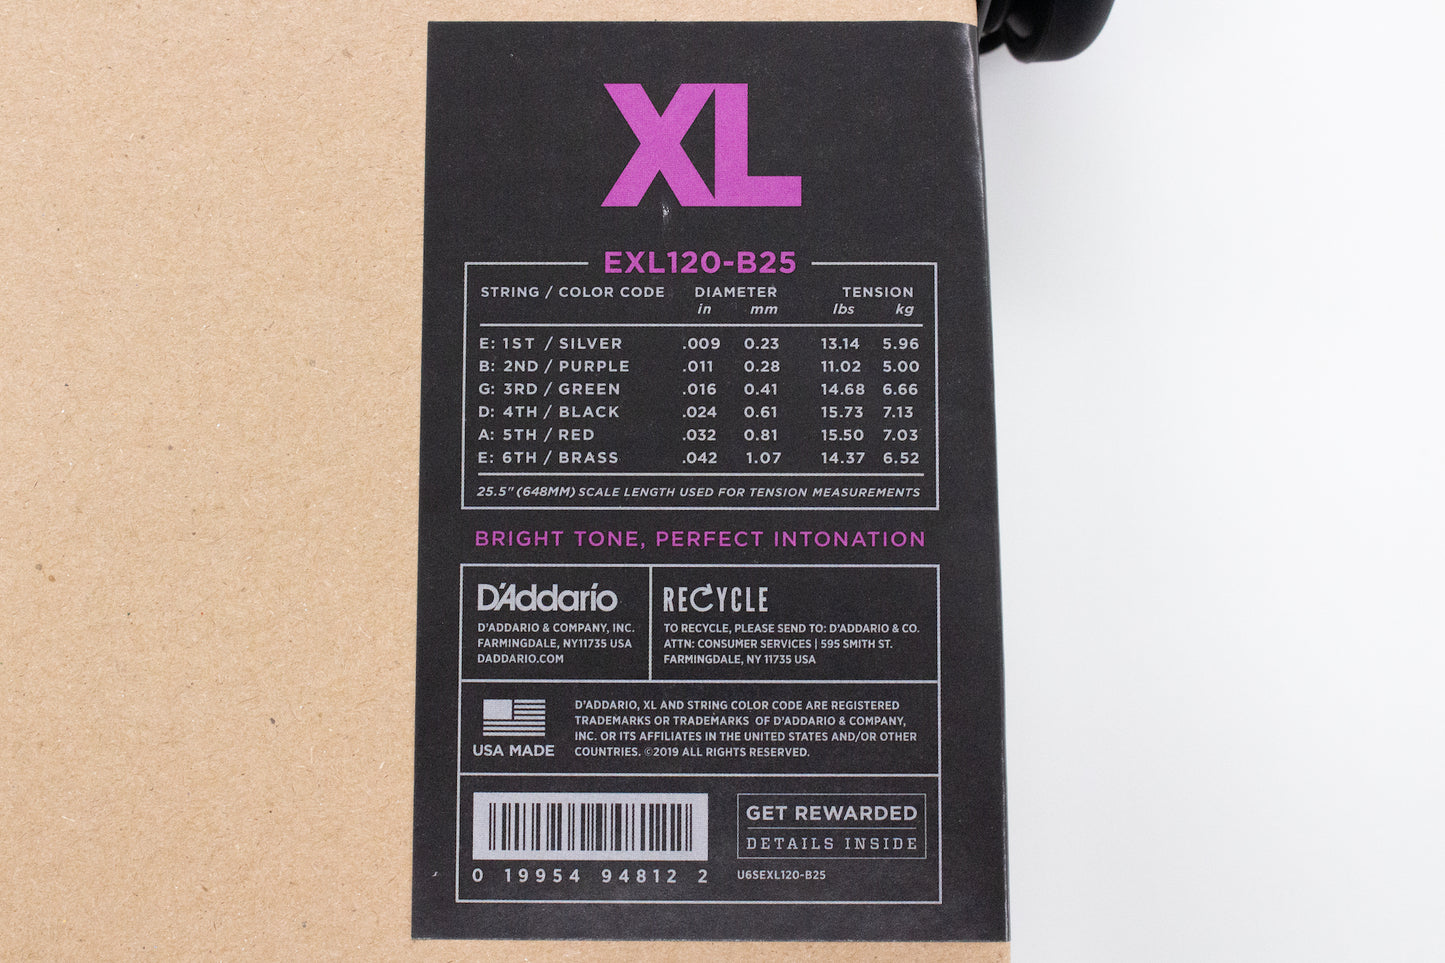 XL
EXL120-B25
STRING / COLOR CODE DIAMETER TENSION
in mm lbs kg
E: 1ST / SILVER .009 0.23 13.14 5.96
B: 2ND / PURPLE .011 0.28 11.02 5.00
G: 3RD / GREEN .016 0.41 14.68 6.66
D: 4TH / BLACK .024 0.61 15.73 7.13
A: 5TH / RED .032 0.81 15.50 7.03
E: 6TH / BRASS .042 1.07 14.37 6.52
25.5" (648MM) SCALE LENGTH USED FOR TENSION MEASUREMENTS
BRIGHT TONE, PERFECT INTONATION
D'Addario
D'ADDARIO & COMPANY, INC.
FARMINGDALE, NY11735 USA
DADDARIO.COM
RECYCLE
TO RECYCLE, PLEASE SEND TO: D'ADDARIO & CO.
ATTN: CONSUMER SERVICES | 595 SMITH ST.
FARMINGDALE, NY 11735 USA
USA MADE
D'ADDARIO, XL AND STRING COLOR CODE ARE REGISTERED
TRADEMARKS OR TRADEMARKS OF D'ADDARIO & COMPANY,
INC. OR ITS AFFILIATES IN THE UNITED STATES AND/OR OTHER
COUNTRIES. ©2019 ALL RIGHTS RESERVED.
0 19954 94812 2
GET REWARDED
DETAILS INSIDE
U6SEXL120-B25